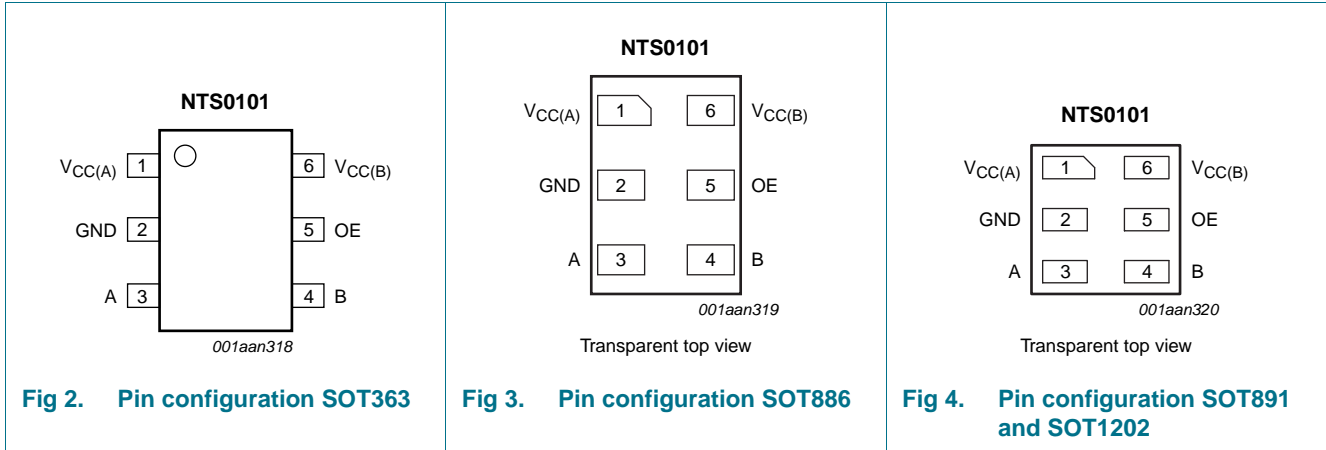 NTS0101
VCC(A) 1 6 VCC(B)
GND 2 5 OE
A 3 4 B
001aan318
Fig 2. Pin configuration SOT363
NTS0101
VCC(A) 1 6 VCC(B)
GND 2 5 OE
A 3 4 B
001aan319
Transparent top view
Fig 3. Pin configuration SOT886
NTS0101
VCC(A) 1 6 VCC(B)
GND 2 5 OE
A 3 4 B
001aan320
Transparent top view
Fig 4. Pin configuration SOT891
and SOT1202